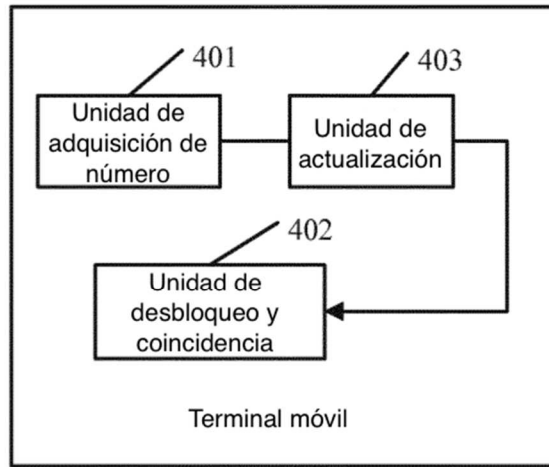 401
403
Unidad de
adquisición de
número
Unidad de
actualización
402
Unidad de
desbloqueo y
coincidencia
Terminal móvil